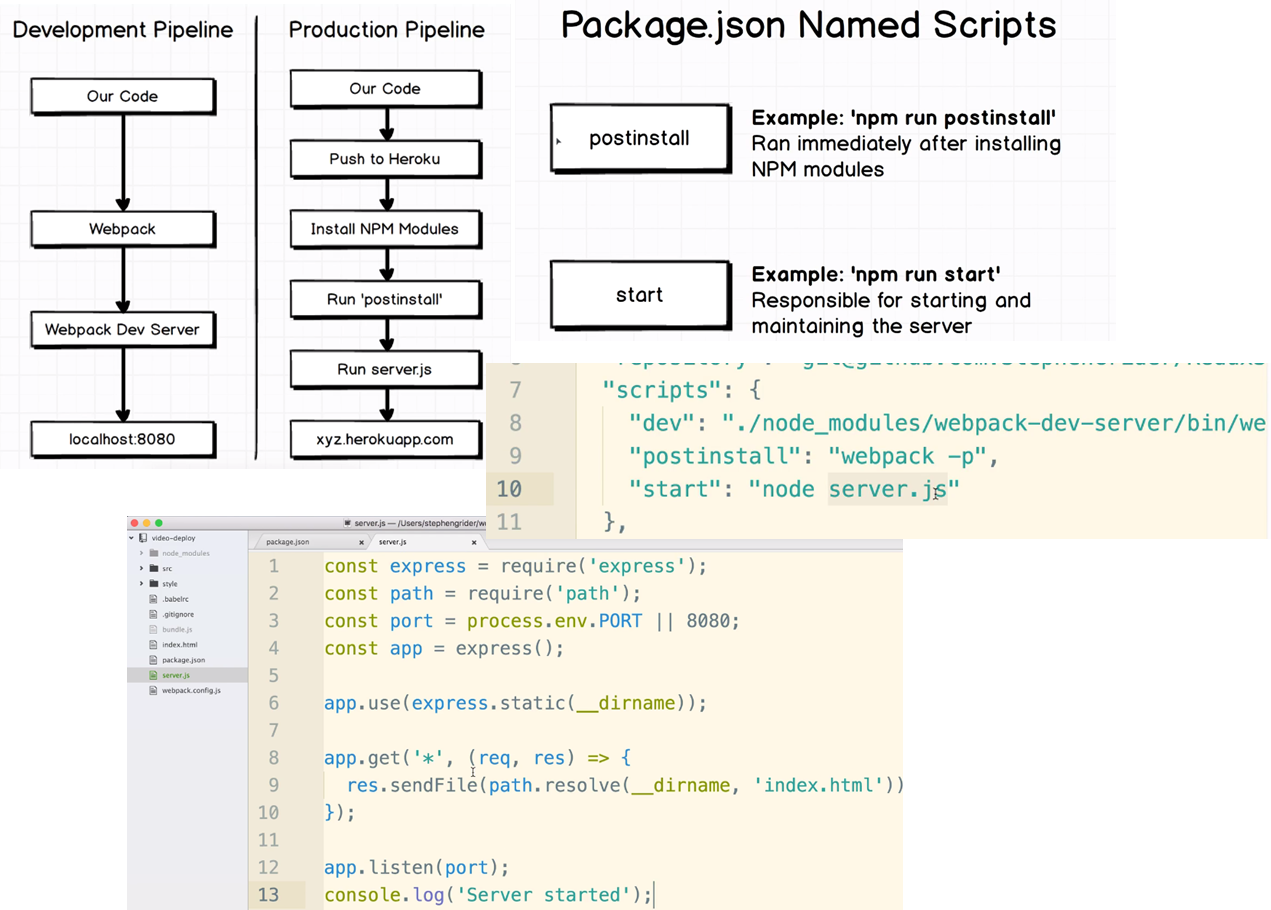 Development Pipeline
Our Code
Webpack
Webpack Dev Server
localhost:8080
Production Pipeline
Our Code
Push to Heroku
Install NPM Modules
Run 'postinstall'
Run server.js
xyz.herokuapp.com
Package.json Named Scripts
postinstall
Example: 'npm run postinstall'
Ran immediately after installing
NPM modules
start
Example: 'npm run start'
Responsible for starting and
maintaining the server
7 "scripts": {
8 "dev": "./node_modules/webpack-dev-server/bin/we
9 "postinstall": "webpack -p",
10 "start": "node server.js"
11 },
server.js — /Users/stephengrider/w
video-deploy
node_modules
src
style
.babelrc
.gitignore
bundle.js
index.html
package.json
server.js
webpack.config.js
package.json
server.js
1 const express = require('express');
2 const path = require('path');
3 const port = process.env.PORT || 8080;
4 const app = express();
5
6 app.use(express.static(__dirname));
7
8 app.get('*', (req, res) => {
9 res.sendFile(path.resolve(__dirname, 'index.html'))
10 });
11
12 app.listen(port);
13 console.log('Server started');